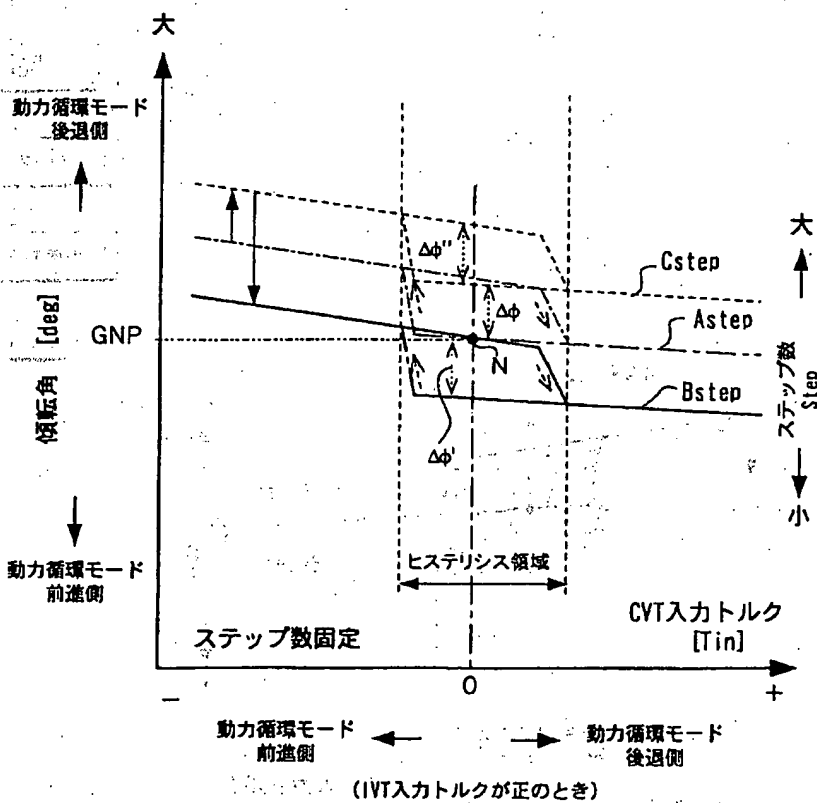 大
動力循環モード
後退側
傾転角 [deg]
GNP
動力循環モード
前進側
Δφ''
Δφ
Δφ'
N
Cstep
Astep
Bstep
大
ステップ数
Step
小
ヒステリシス領域
ステップ数固定
CVT入力トルク
[Tin]
−
0
+
動力循環モード
前進側
動力循環モード
後退側
(IVT入力トルクが正のとき)